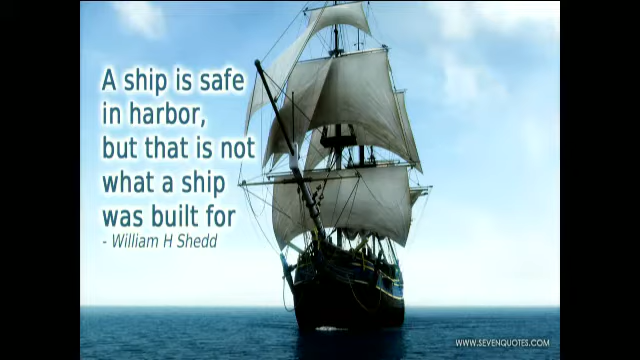 A ship is safe
in harbor,
but that is not
what a ship
was built for
- William H Shedd
WWW.SEVENQUOTES.COM